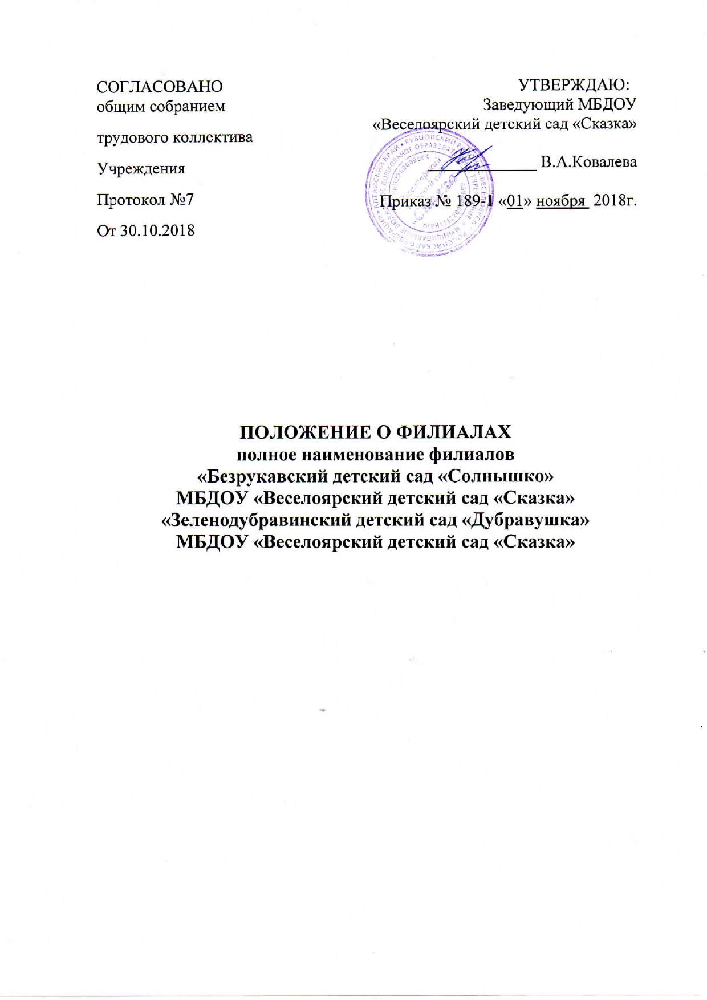 СОГЛАСОВАНО
общим собранием
трудового коллектива
Учреждения
Протокол №7
От 30.10.2018
УТВЕРЖДАЮ:
Заведующий МБДОУ
«Веселоярский детский сад «Сказка»
В.А.Ковалева
Приказ № 189-1 «01» ноября 2018г.
ПОЛОЖЕНИЕ О ФИЛИАЛАХ
полное наименование филиалов
«Безрукавский детский сад «Солнышко»
МБДОУ «Веселоярский детский сад «Сказка»
«Зеленодубравинский детский сад «Дубравушка»
МБДОУ «Веселоярский детский сад «Сказка»